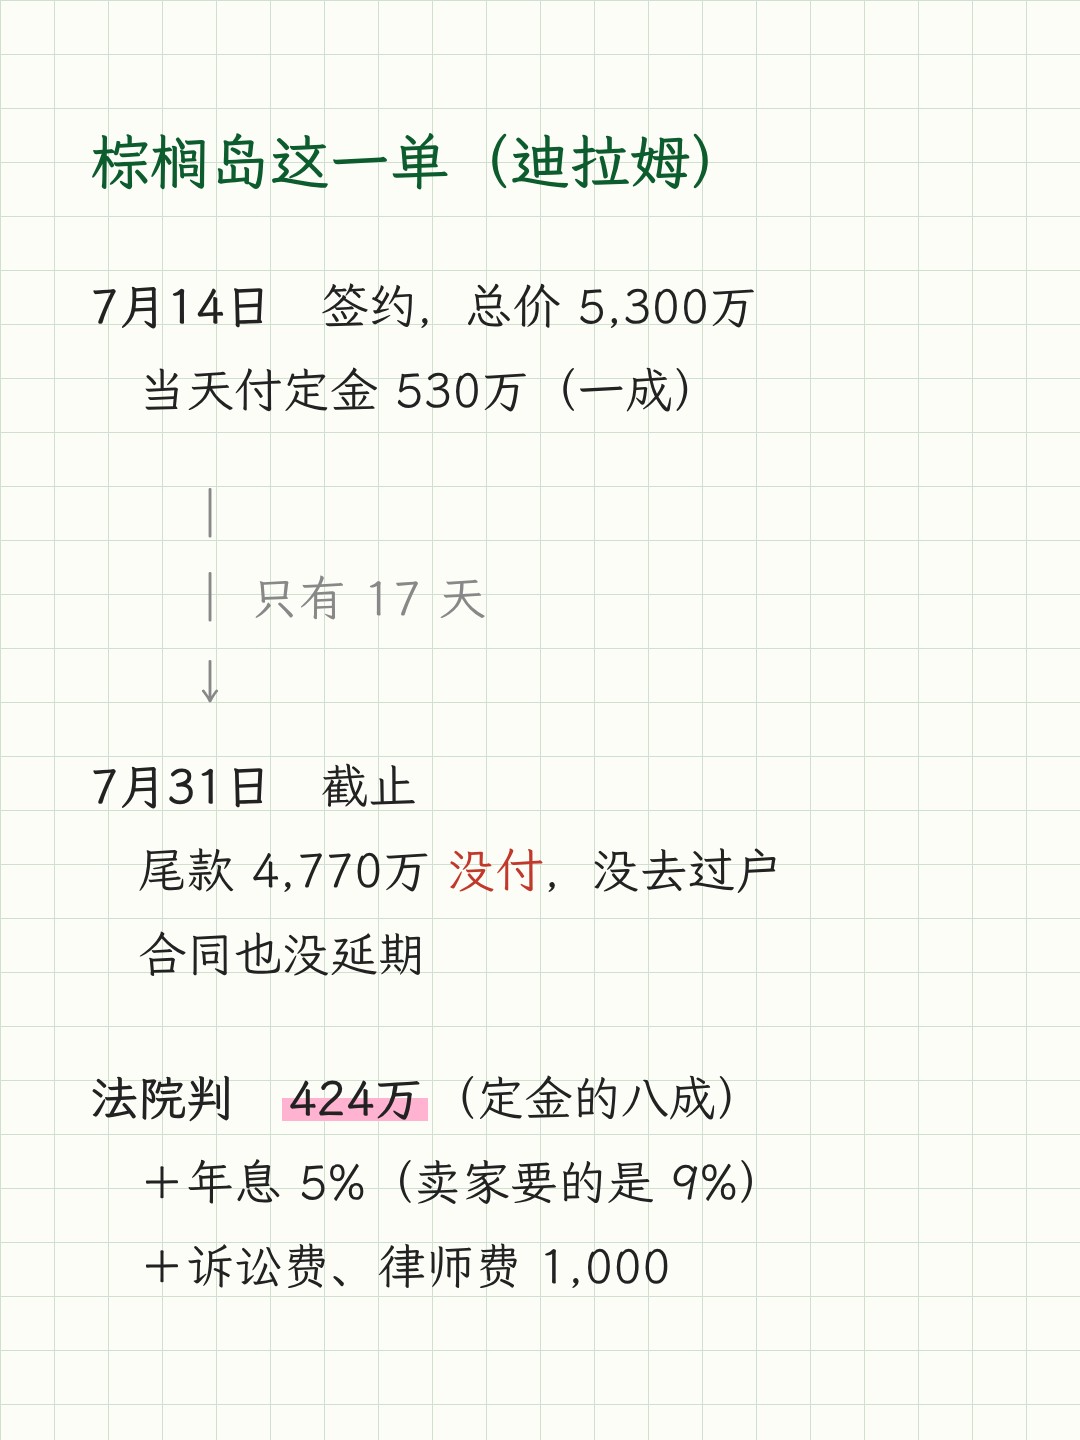 棕榈岛这一单（迪拉姆）
7月14日　签约，总价 5,300万
当天付定金 530万（一成）
只有 17 天
7月31日　截止
尾款 4,770万 没付，没去过户
合同也没延期
法院判　424万（定金的八成）
＋年息 5%（卖家要的是 9%）
＋诉讼费、律师费 1,000